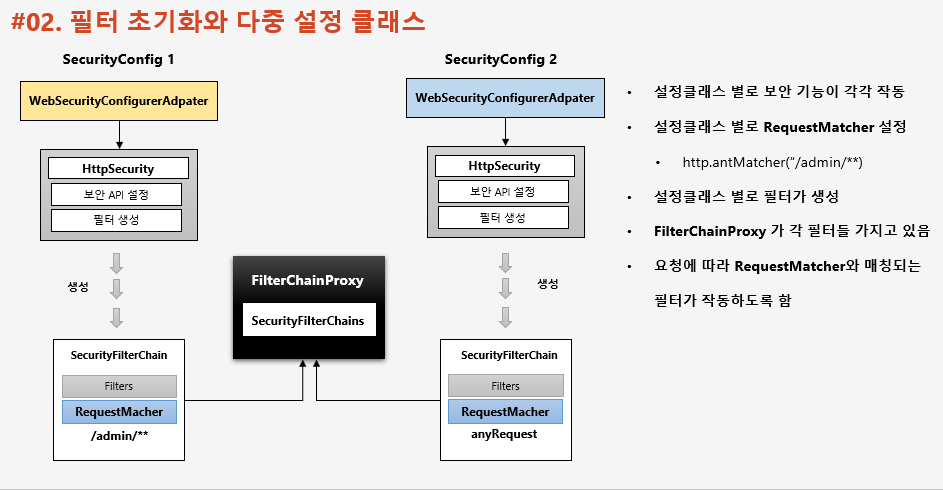 #02. 필터 초기화와 다중 설정 클래스
SecurityConfig 1
WebSecurityConfigurerAdpater
HttpSecurity
보안 API 설정
필터 생성
생성
SecurityFilterChain
Filters
RequestMacher
/admin/**
FilterChainProxy
SecurityFilterChains
SecurityConfig 2
WebSecurityConfigurerAdpater
HttpSecurity
보안 API 설정
필터 생성
생성
SecurityFilterChain
Filters
RequestMacher
anyRequest
• 설정클래스 별로 보안 기능이 각각 작동
• 설정클래스 별로 RequestMatcher 설정
• http.antMatcher(“/admin/**)
• 설정클래스 별로 필터가 생성
• FilterChainProxy 가 각 필터들 가지고 있음
• 요청에 따라 RequestMatcher와 매칭되는
필터가 작동하도록 함